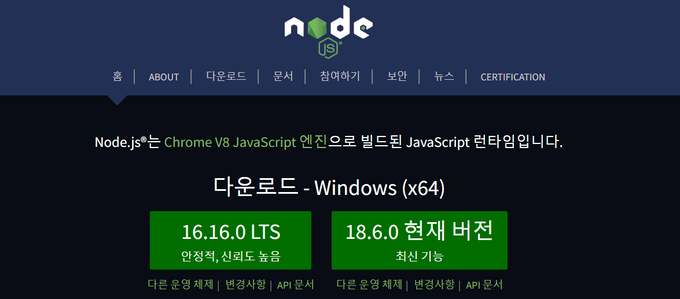 node
JS
홈 | ABOUT | 다운로드 | 문서 | 참여하기 | 보안 | 뉴스 | CERTIFICATION
Node.js®는 Chrome V8 JavaScript 엔진으로 빌드된 JavaScript 런타임입니다.
다운로드 - Windows (x64)
16.16.0 LTS
안정적, 신뢰도 높음
다른 운영 체제 | 변경사항 | API 문서
18.6.0 현재 버전
최신 기능
다른 운영 체제 | 변경사항 | API 문서